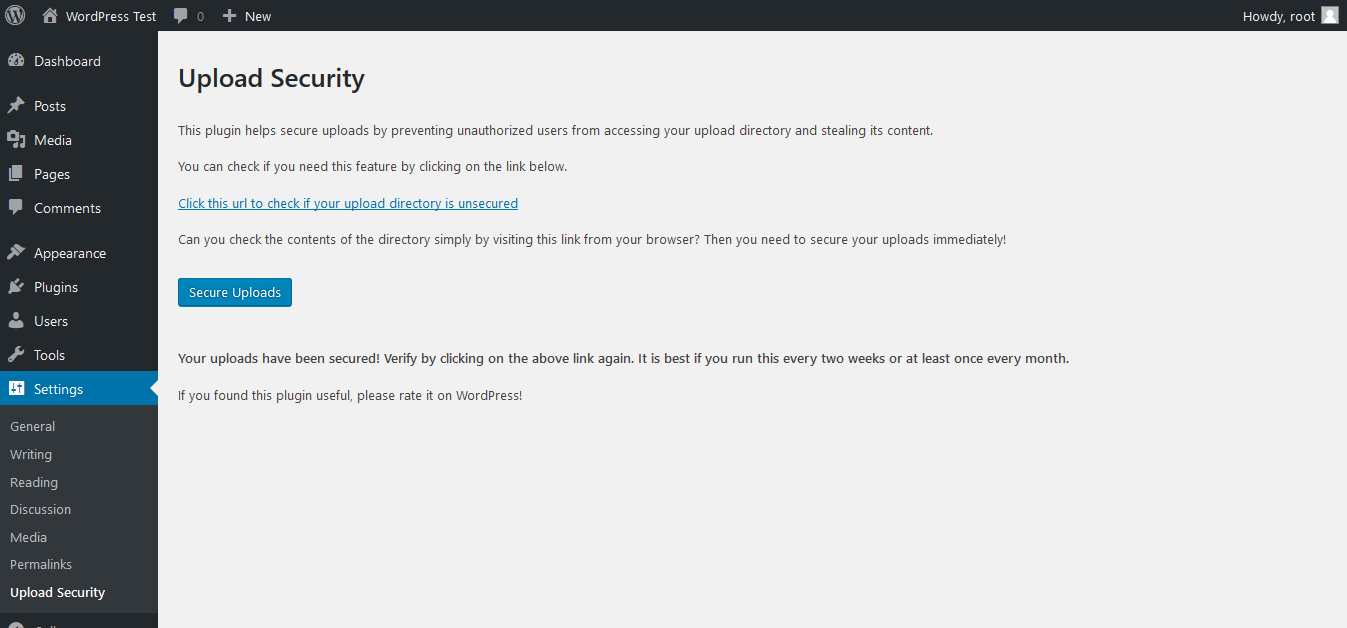 WordPress Test 0 New Howdy, root
Dashboard
Posts
Media
Pages
Comments
Appearance
Plugins
Users
Tools
Settings
General
Writing
Reading
Discussion
Media
Permalinks
Upload Security
Upload Security
This plugin helps secure uploads by preventing unauthorized users from accessing your upload directory and stealing its content.
You can check if you need this feature by clicking on the link below.
Click this url to check if your upload directory is unsecured
Can you check the contents of the directory simply by visiting this link from your browser? Then you need to secure your uploads immediately!
Secure Uploads
Your uploads have been secured! Verify by clicking on the above link again. It is best if you run this every two weeks or at least once every month.
If you found this plugin useful, please rate it on WordPress!